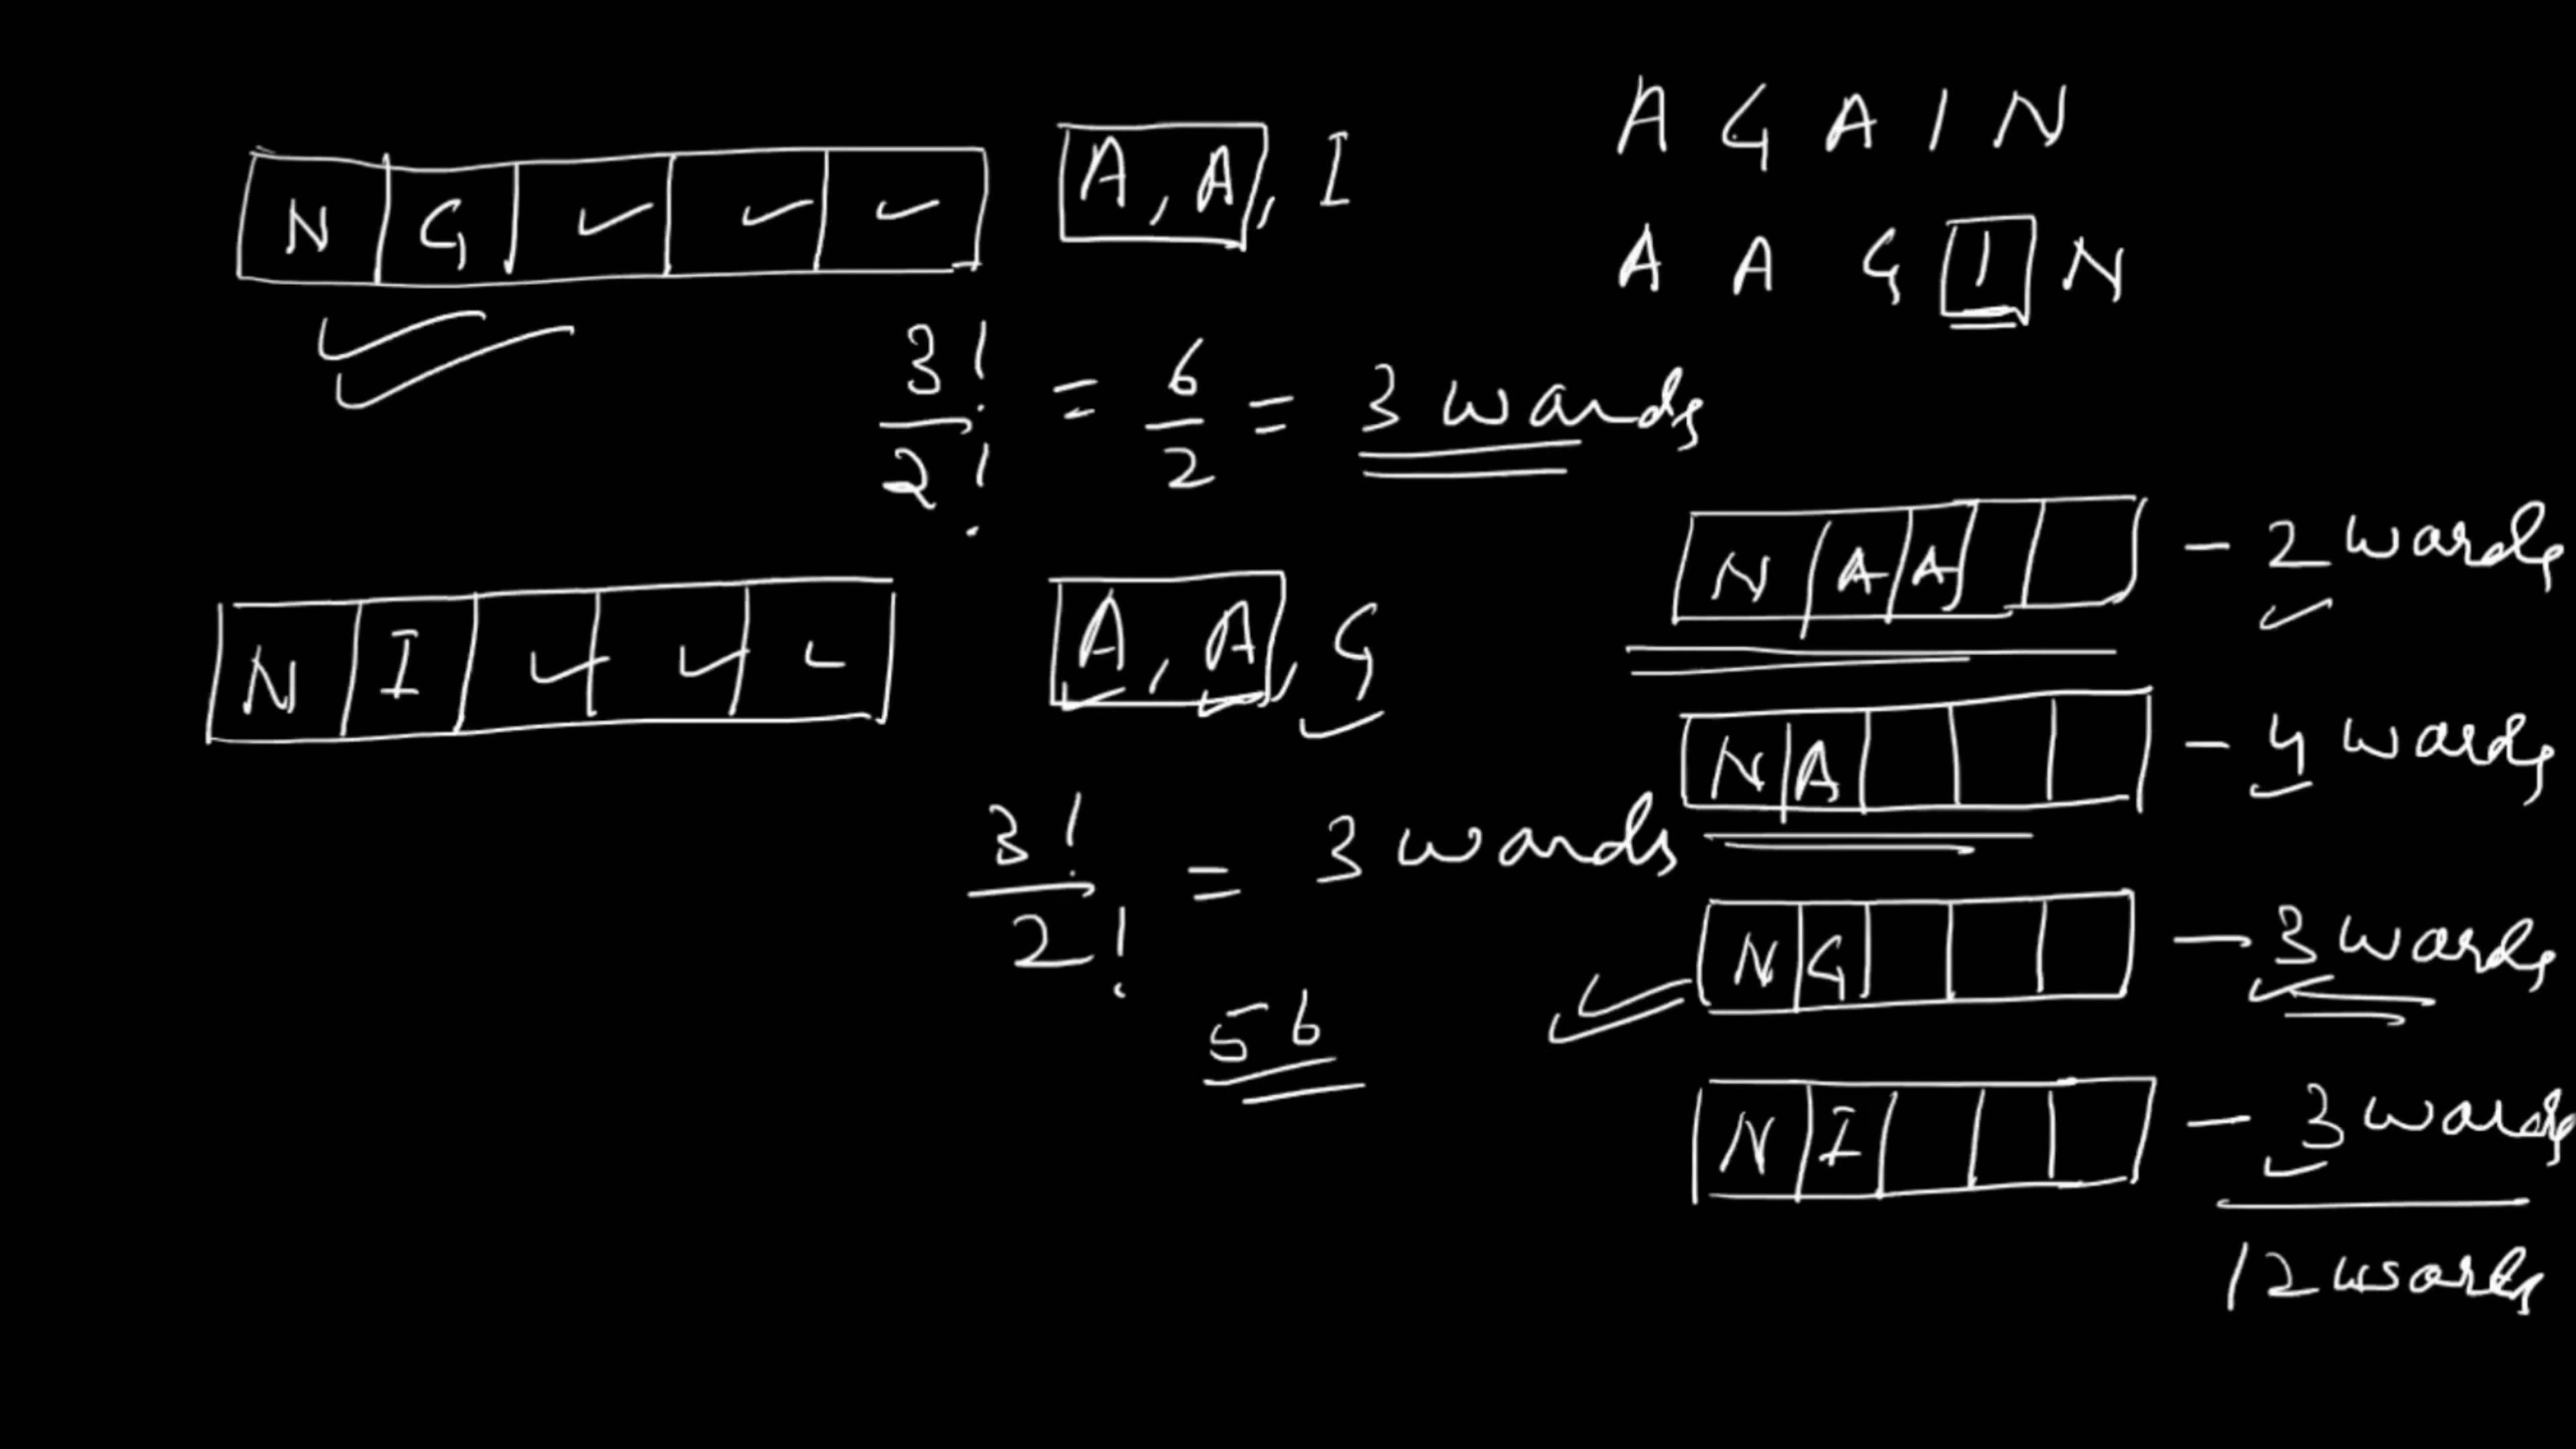 A G A I N
N G A, A, I
A A G I N
3!/2! = 6/2 = 3 words
N A A - 2 words
N I A, A, G
N A - 4 words
3!/2! = 3 words
N G - 3 words
56
N I - 3 words
12 words